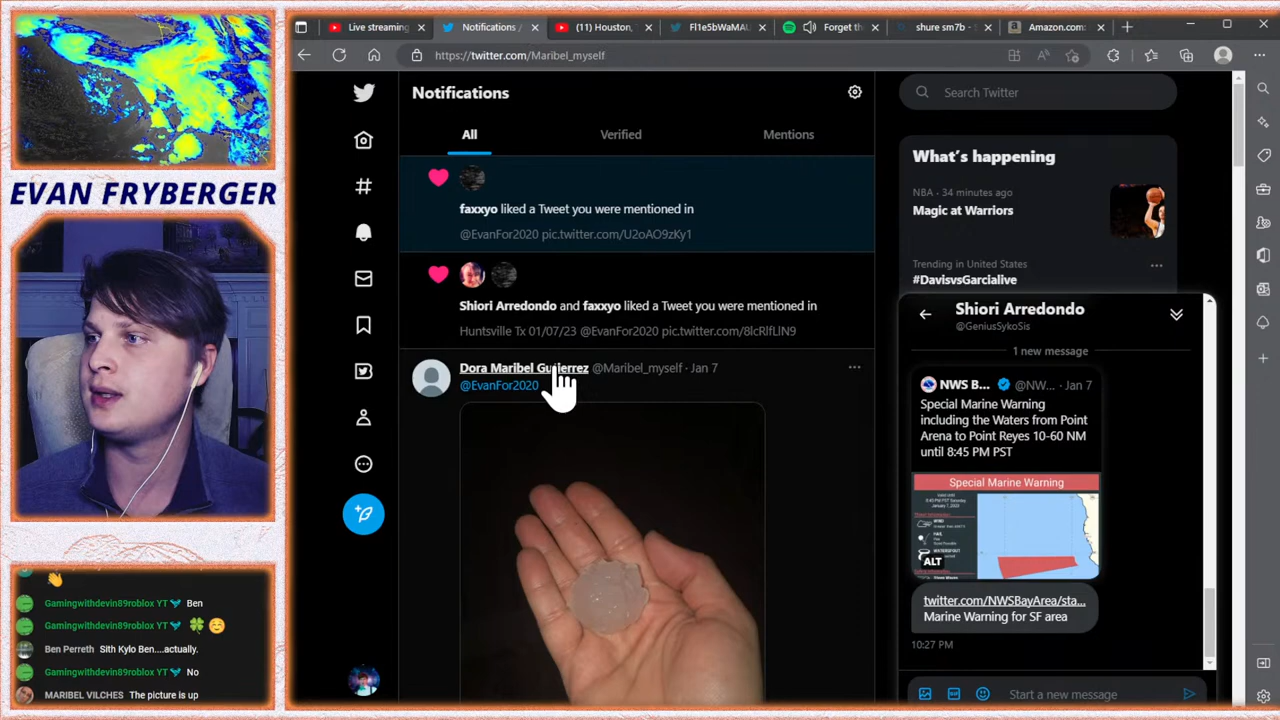 Live streaming
Notifications /
(11) Houston,
Fl1e5bWaMAU
Forget the
shure sm7b -
Amazon.com:
https://twitter.com/Maribel_myself
Notifications
All
Verified
Mentions
faxxyo liked a Tweet you were mentioned in
@EvanFor2020 pic.twitter.com/U2oAO9zKy1
Shiori Arredondo and faxxyo liked a Tweet you were mentioned in
Huntsville Tx 01/07/23 @EvanFor2020 pic.twitter.com/8lcRlfLlN9
Dora Maribel Gutierrez @Maribel_myself · Jan 7
@EvanFor2020
Search Twitter
What's happening
NBA · 34 minutes ago
Magic at Warriors
Trending in United States
#DavisvsGarcialive
Shiori Arredondo
@GeniusSykoSis
1 new message
NWS B... @NW... · Jan 7
Special Marine Warning
including the Waters from Point
Arena to Point Reyes 10-60 NM
until 8:45 PM PST
Special Marine Warning
ALT
twitter.com/NWSBayArea/sta...
Marine Warning for SF area
10:27 PM
Start a new message
EVAN FRYBERGER
GamingwithDevin89roblox YT Ben
Gamingwithdevin89roblox YT 🍀 ☺️
Ben Perreth Sith Kylo Ben....actually.
Gamingwithdevin89roblox YT No
MARIBEL VILCHES The picture is up